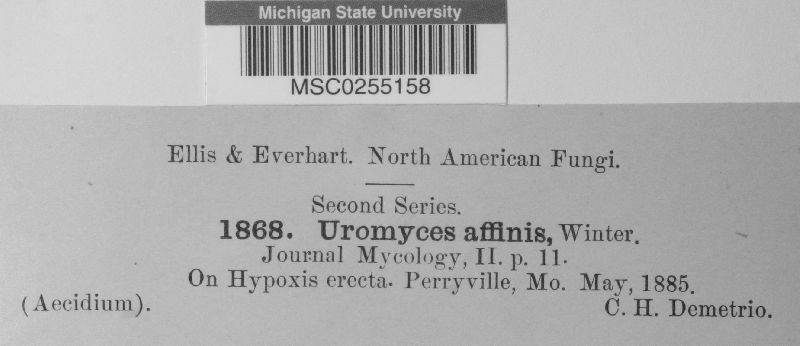 Michigan State University
MSC0255158
Ellis & Everhart. North American Fungi.
Second Series.
1868. Uromyces affinis, Winter.
Journal Mycology, II. p. 11.
On Hypoxis erecta. Perryville, Mo. May, 1885.
(Aecidium). C. H. Demetrio.